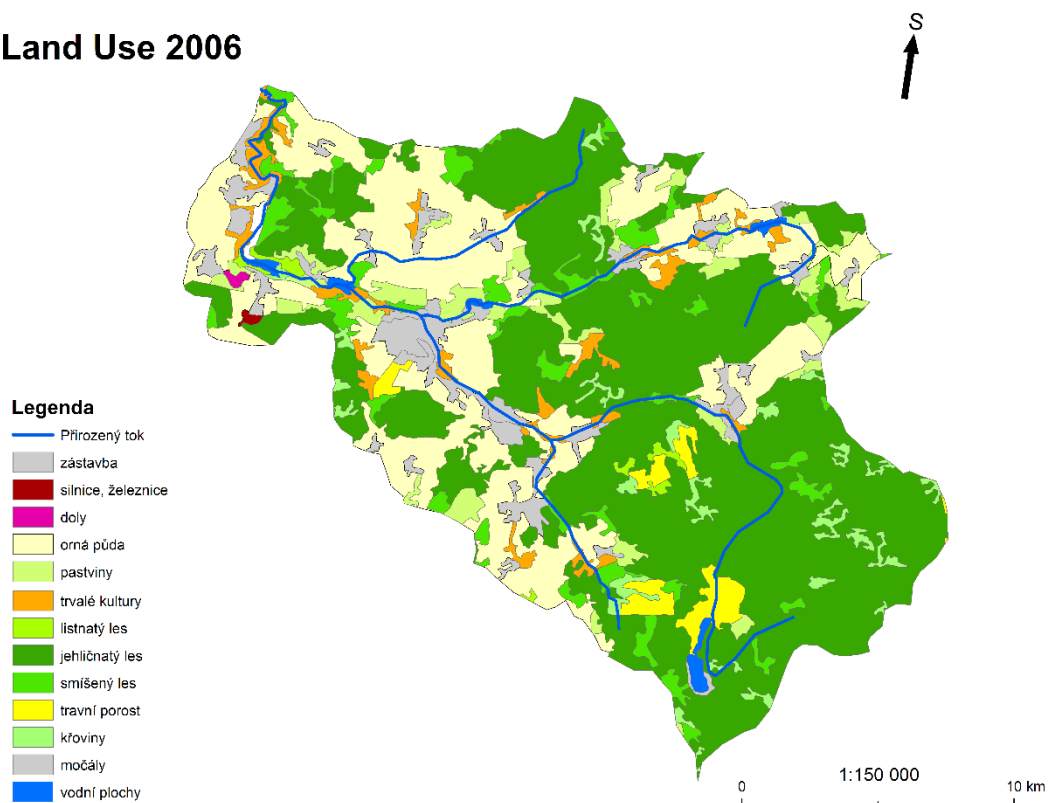 Land Use 2006
S
Legenda
Přirozený tok
zástavba
silnice, železnice
doly
orná půda
pastviny
trvalé kultury
listnatý les
jehličnatý les
smíšený les
travní porost
křoviny
močály
vodní plochy
1:150 000
0
10 km